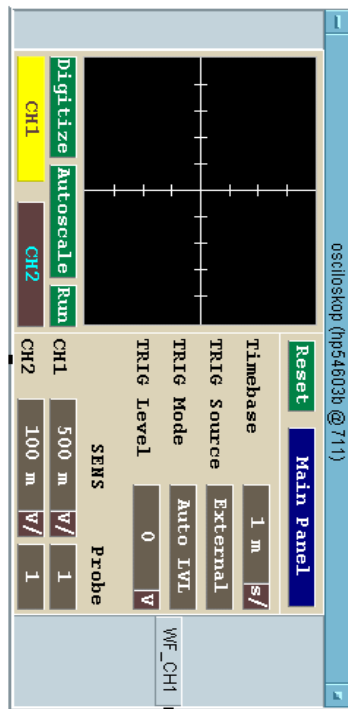 osciloskop (hp54603b @ 711)
Reset Main Panel
Timebase 1 m s/
TRIG Source External
TRIG Mode Auto LVL
TRIG Level 0 V
SENS Probe
Digitize Autoscale Run CH1 500 m V/ 1
CH1 CH2 CH2 100 m V/ 1
WF_CH1